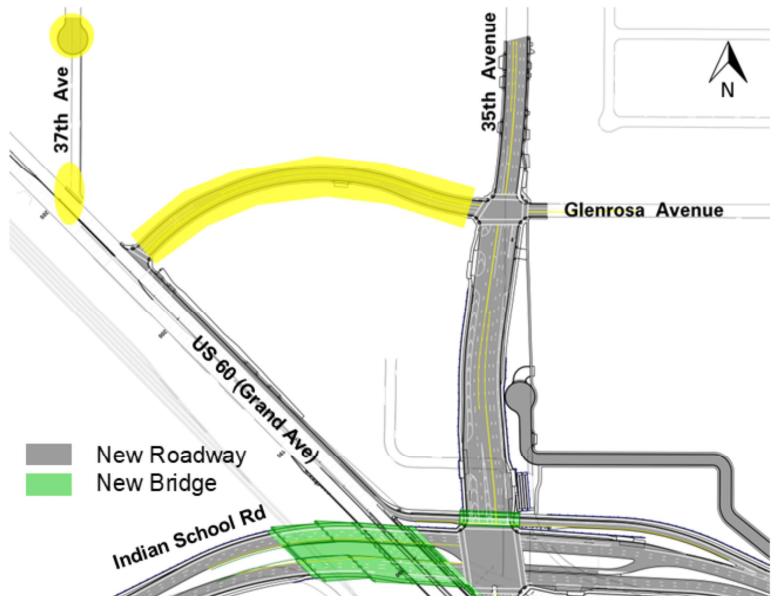 37th Ave
35th Avenue
N
Glenrosa Avenue
US 60 (Grand Ave)
New Roadway
New Bridge
Indian School Rd